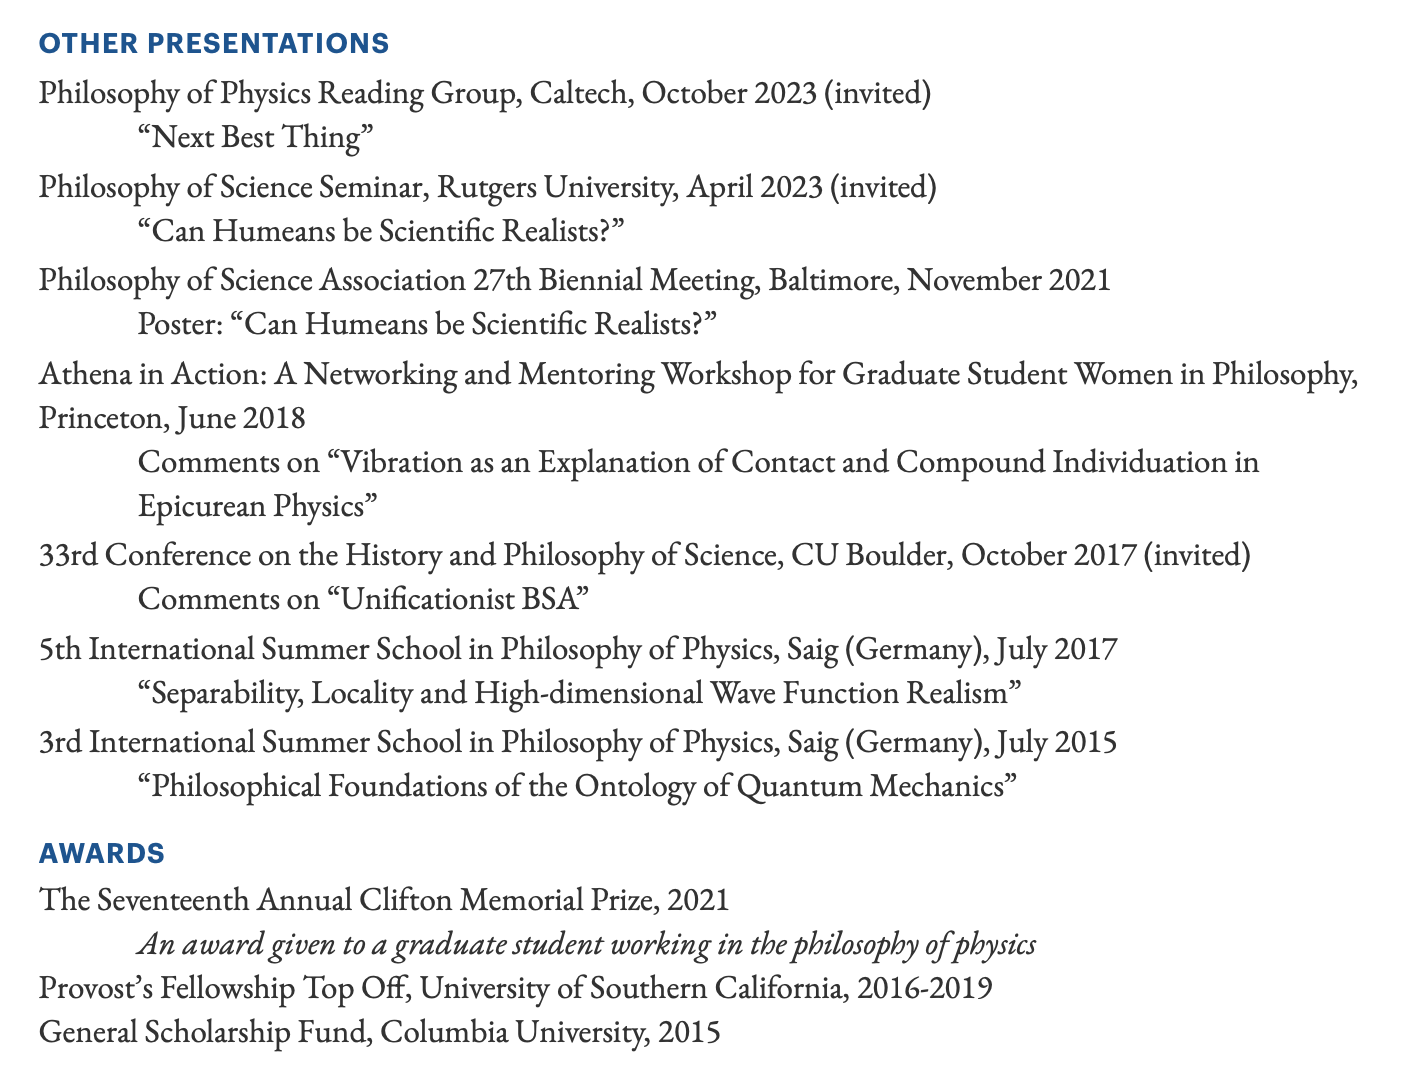 OTHER PRESENTATIONS
Philosophy of Physics Reading Group, Caltech, October 2023 (invited)
“Next Best Thing”
Philosophy of Science Seminar, Rutgers University, April 2023 (invited)
“Can Humeans be Scientific Realists?”
Philosophy of Science Association 27th Biennial Meeting, Baltimore, November 2021
Poster: “Can Humeans be Scientific Realists?”
Athena in Action: A Networking and Mentoring Workshop for Graduate Student Women in Philosophy,
Princeton, June 2018
Comments on “Vibration as an Explanation of Contact and Compound Individuation in
Epicurean Physics”
33rd Conference on the History and Philosophy of Science, CU Boulder, October 2017 (invited)
Comments on “Unificationist BSA”
5th International Summer School in Philosophy of Physics, Saig (Germany), July 2017
“Separability, Locality and High-dimensional Wave Function Realism”
3rd International Summer School in Philosophy of Physics, Saig (Germany), July 2015
“Philosophical Foundations of the Ontology of Quantum Mechanics”
AWARDS
The Seventeenth Annual Clifton Memorial Prize, 2021
An award given to a graduate student working in the philosophy of physics
Provost’s Fellowship Top Off, University of Southern California, 2016-2019
General Scholarship Fund, Columbia University, 2015